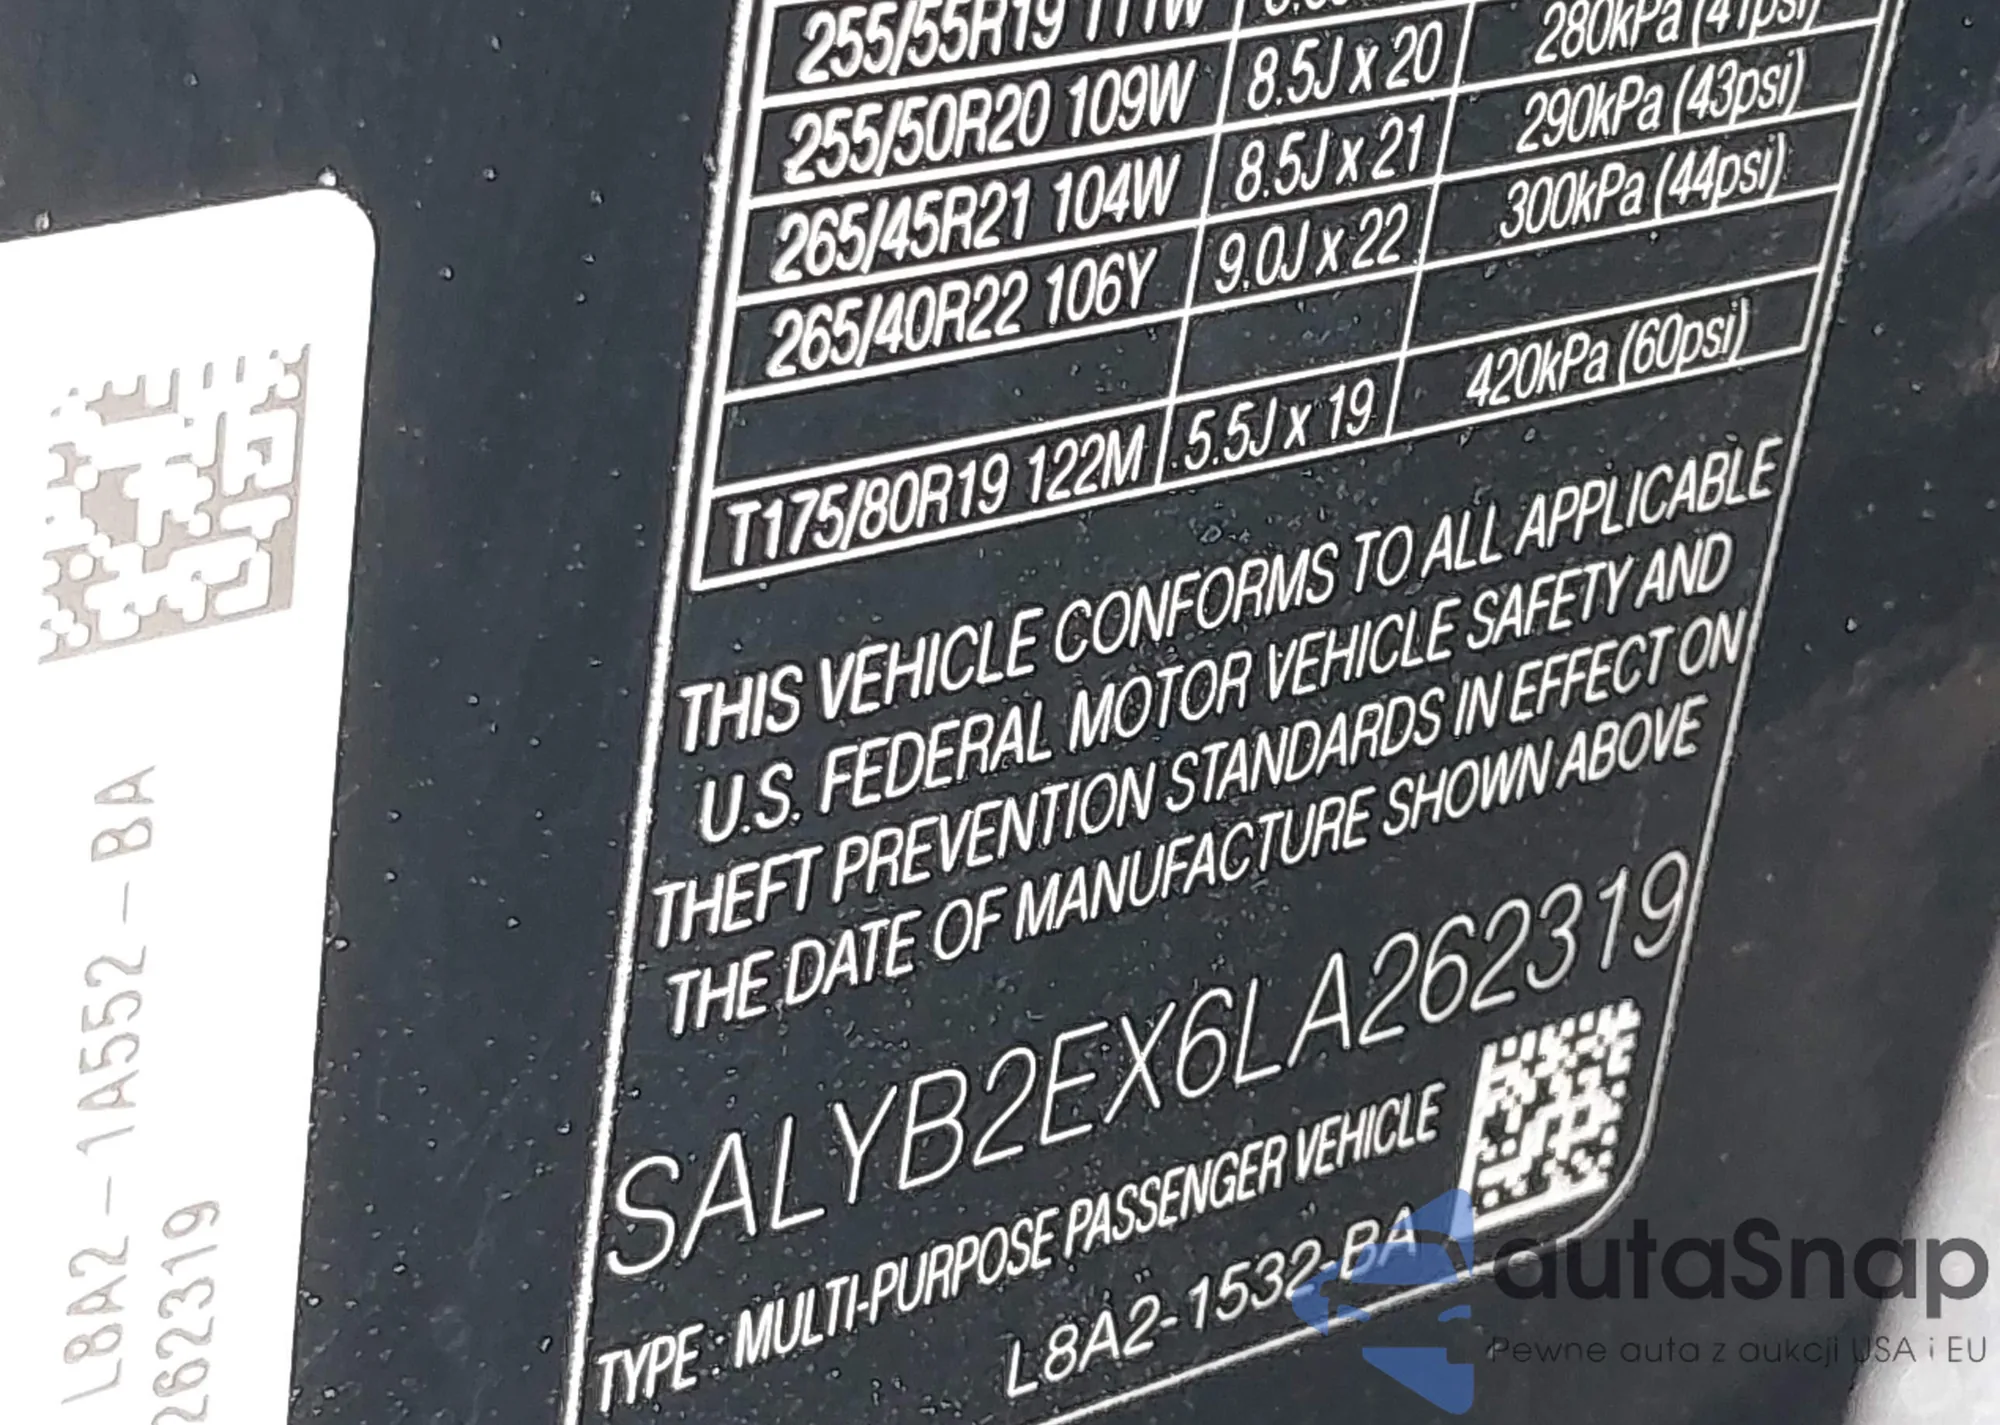 255/55R19 111W
255/50R20 109W 8.5J x 20 280kPa (41psi)
265/45R21 104W 8.5J x 21 290kPa (43psi)
265/40R22 106Y 9.0J x 22 300kPa (44psi)
T175/80R19 122M 5.5J x 19 420kPa (60psi)
THIS VEHICLE CONFORMS TO ALL APPLICABLE
U.S. FEDERAL MOTOR VEHICLE SAFETY AND
THEFT PREVENTION STANDARDS IN EFFECT ON
THE DATE OF MANUFACTURE SHOWN ABOVE
SALYB2EX6LA262319
TYPE : MULTI-PURPOSE PASSENGER VEHICLE
L8A2-1532-BA
L8A2-1A552-BA
262319
autaSnap
Pewne auta z aukcji USA i EU